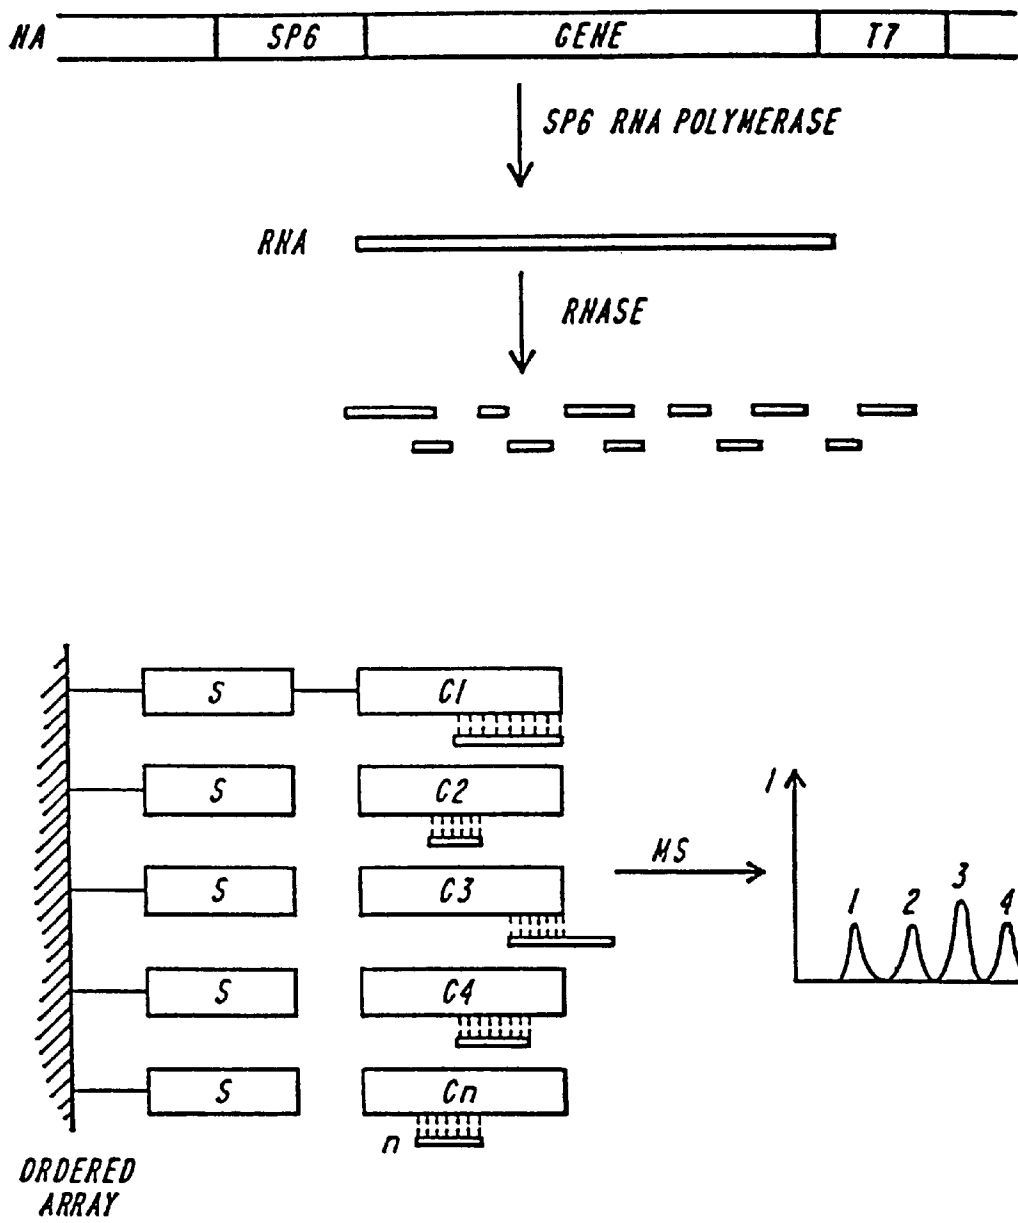 NA SP6 GENE T7
SP6 RNA POLYMERASE
RNA
RNASE
S C1
S C2
S C3
S C4
S Cn
n
ORDERED
ARRAY
MS
I
1 2 3 4